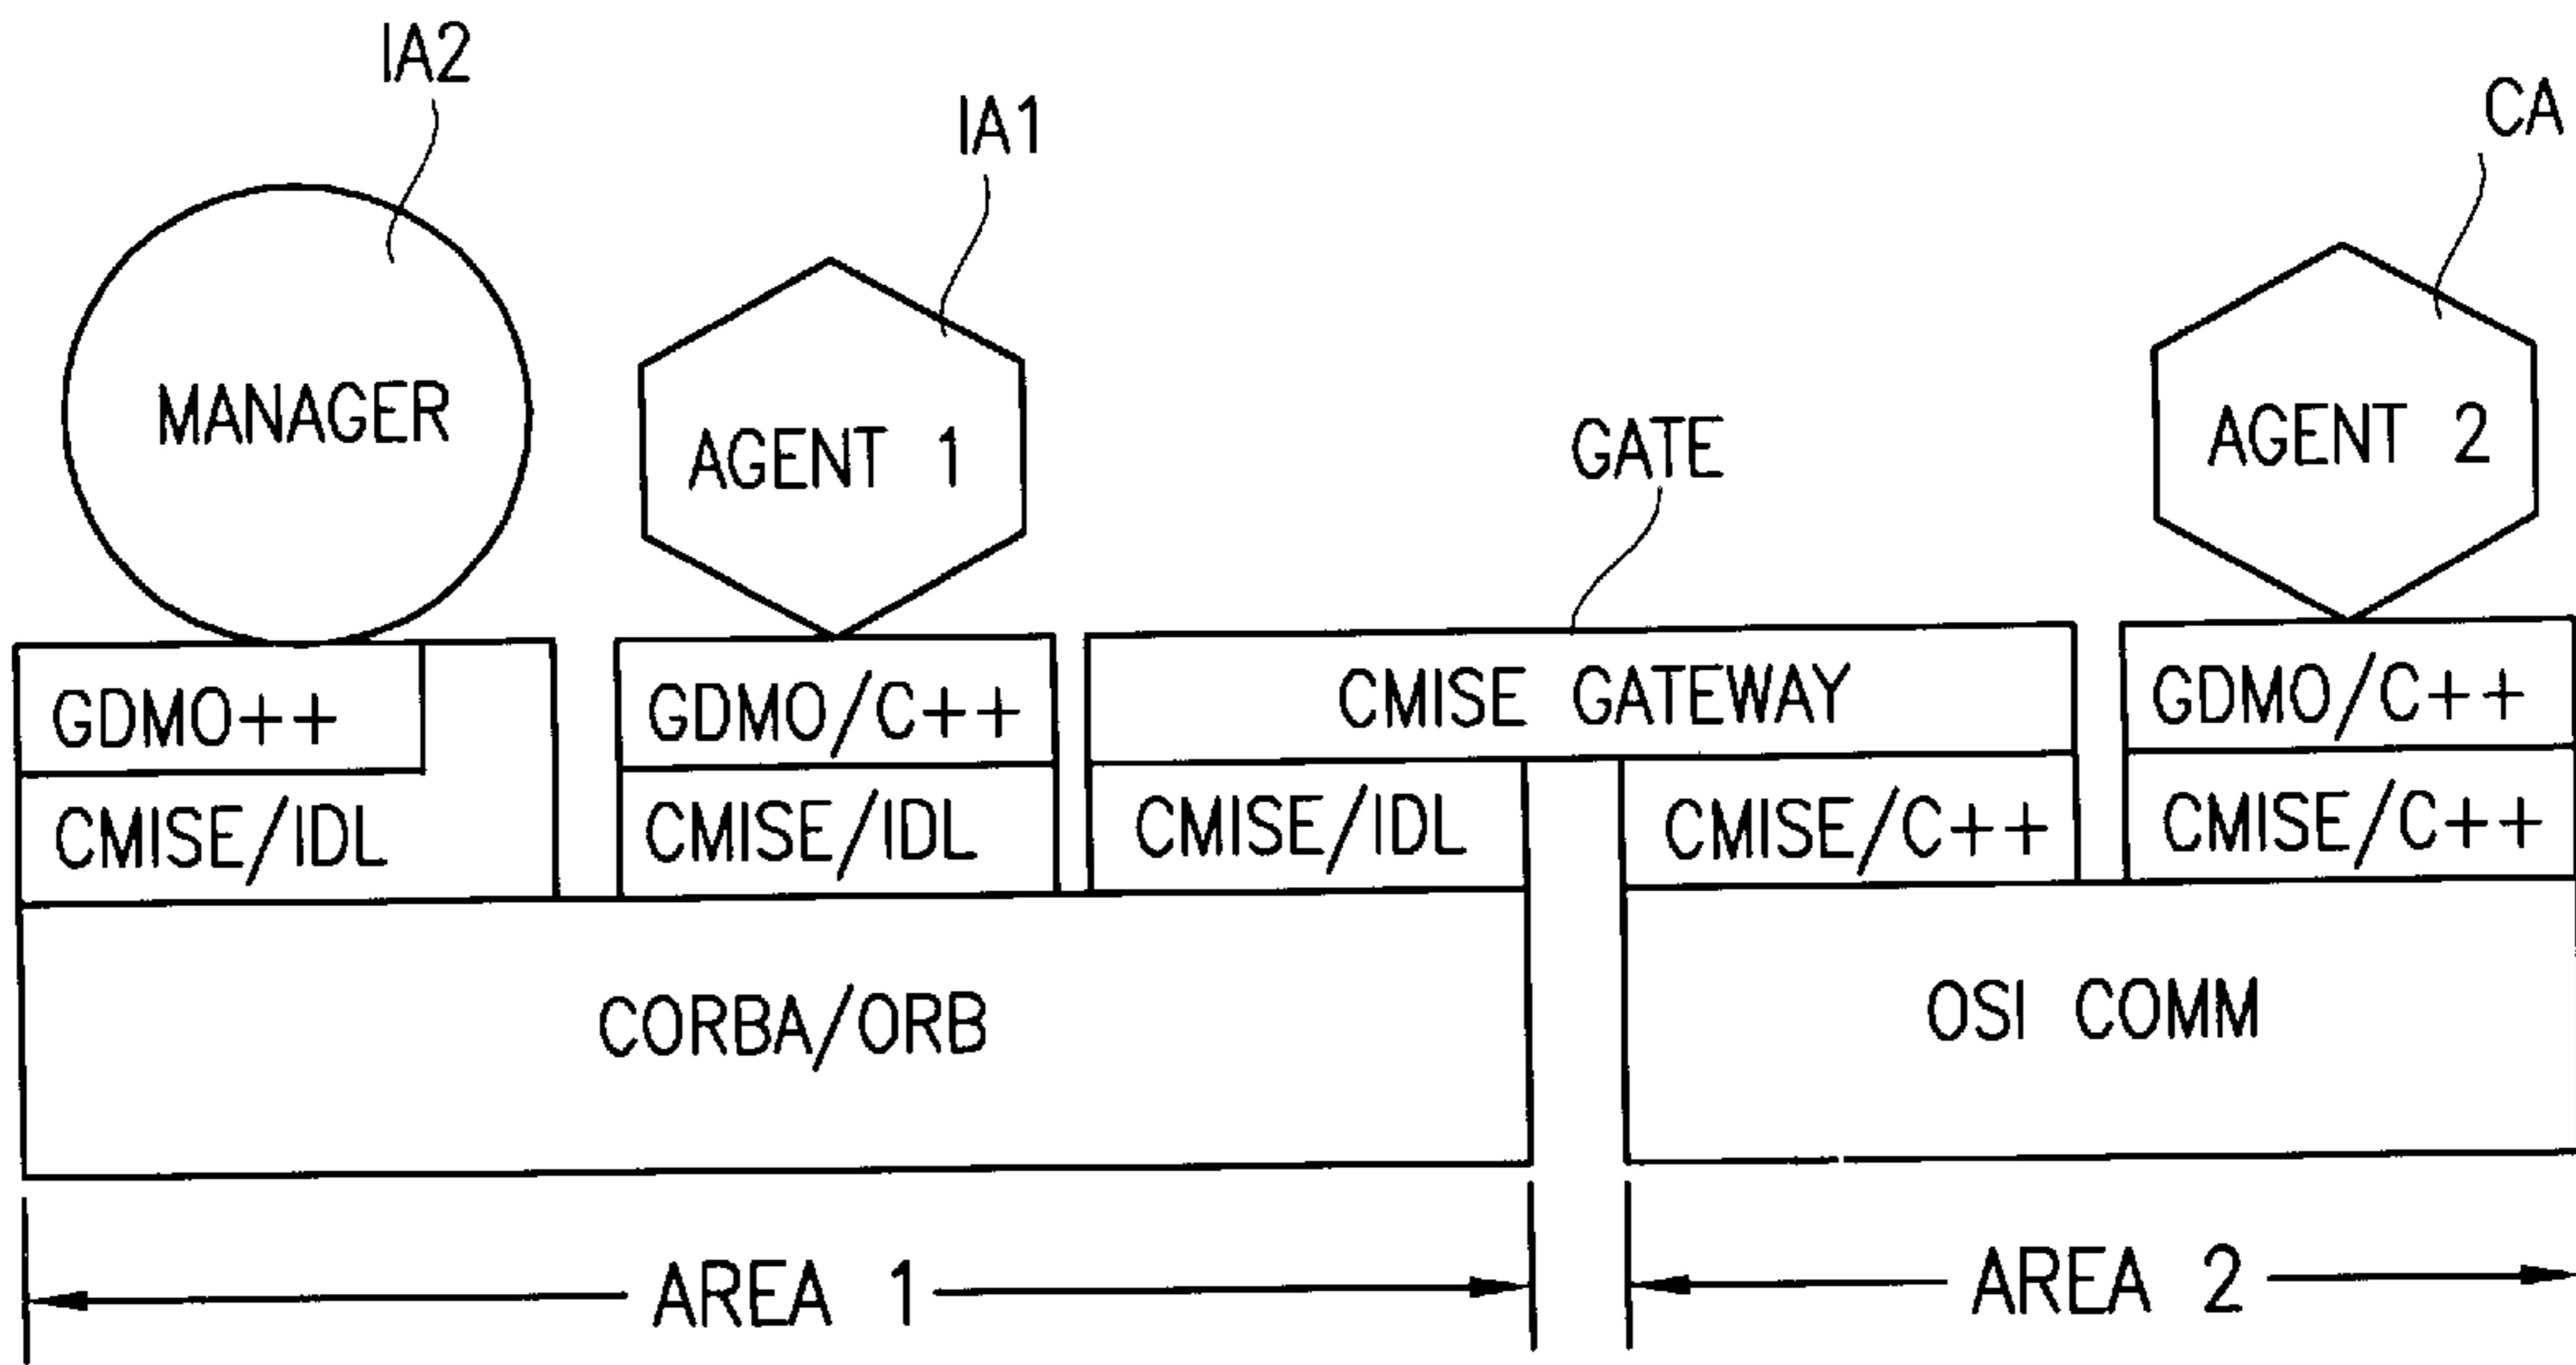 IA2
IA1
CA
MANAGER
AGENT 1
GATE
AGENT 2
GDMO++
GDMO/C++
CMISE GATEWAY
GDMO/C++
CMISE/IDL
CMISE/IDL
CMISE/IDL
CMISE/C++
CMISE/C++
CORBA/ORB
OSI COMM
AREA 1
AREA 2